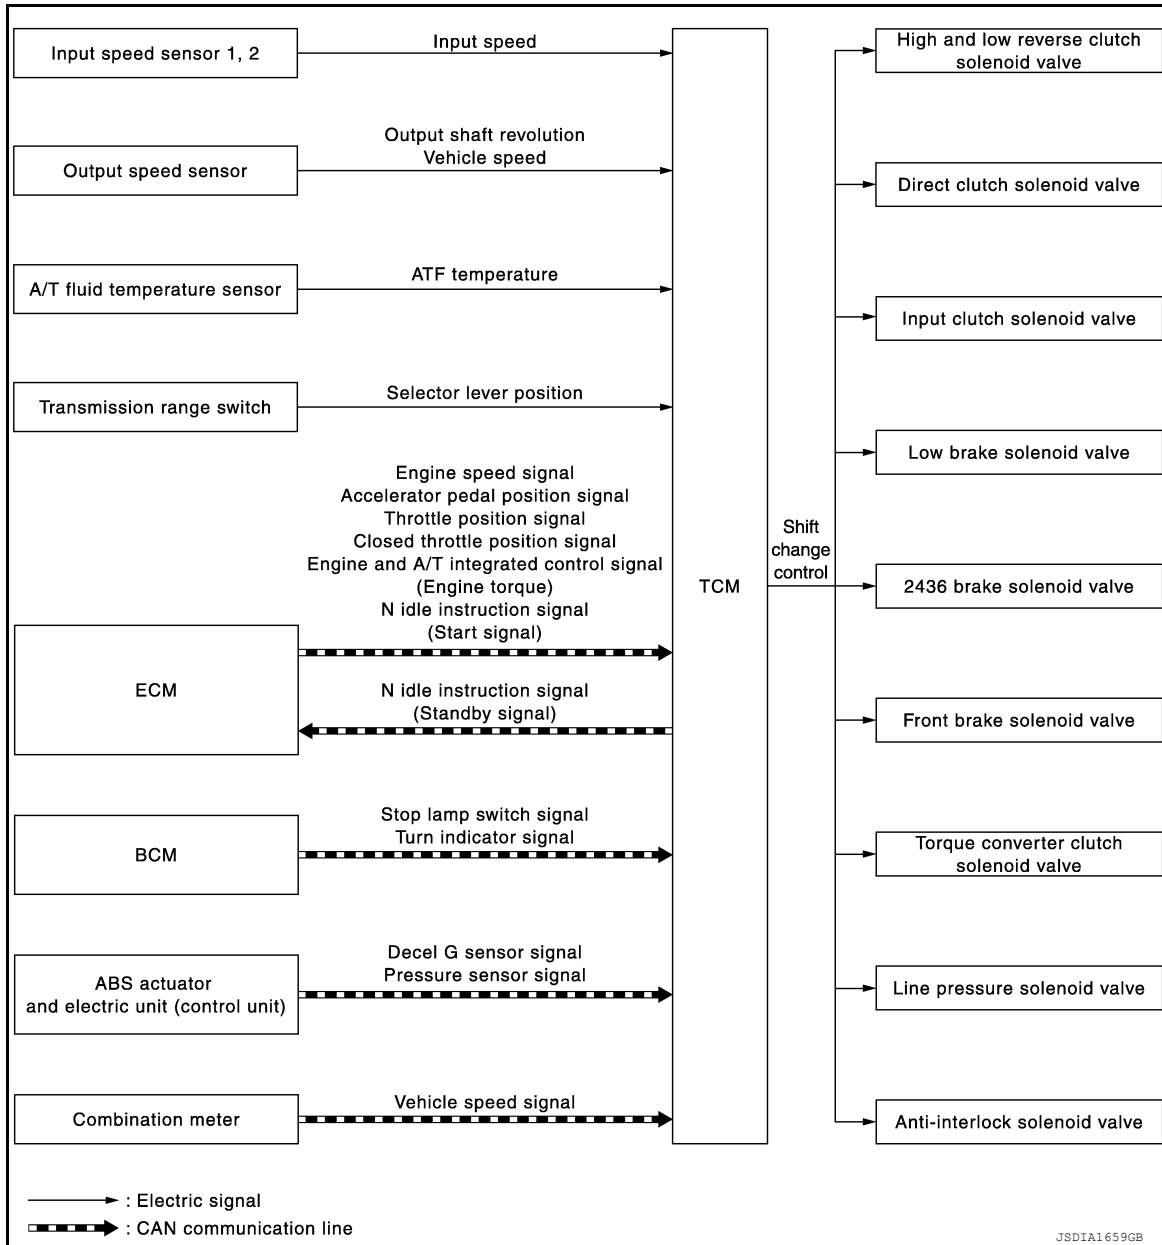 Input speed sensor 1, 2
Input speed
Output speed sensor
Output shaft revolution
Vehicle speed
A/T fluid temperature sensor
ATF temperature
Transmission range switch
Selector lever position
ECM
Engine speed signal
Accelerator pedal position signal
Throttle position signal
Closed throttle position signal
Engine and A/T integrated control signal
(Engine torque)
N idle instruction signal
(Start signal)
N idle instruction signal
(Standby signal)
BCM
Stop lamp switch signal
Turn indicator signal
ABS actuator
and electric unit (control unit)
Decel G sensor signal
Pressure sensor signal
Combination meter
Vehicle speed signal
TCM
Shift
change
control
High and low reverse clutch
solenoid valve
Direct clutch solenoid valve
Input clutch solenoid valve
Low brake solenoid valve
2436 brake solenoid valve
Front brake solenoid valve
Torque converter clutch
solenoid valve
Line pressure solenoid valve
Anti-interlock solenoid valve
: Electric signal
: CAN communication line
JSDIA1659GB